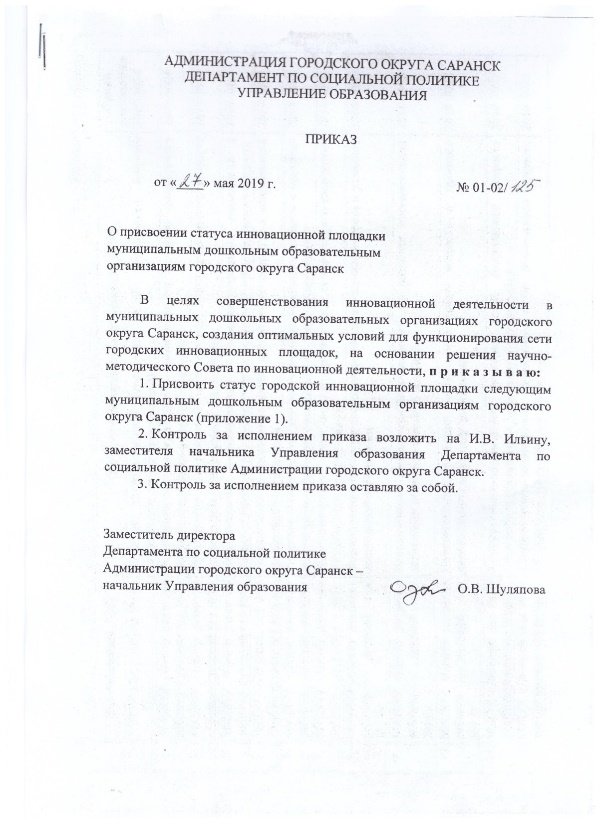 АДМИНИСТРАЦИЯ ГОРОДСКОГО ОКРУГА САРАНСК
ДЕПАРТАМЕНТ ПО СОЦИАЛЬНОЙ ПОЛИТИКЕ
УПРАВЛЕНИЕ ОБРАЗОВАНИЯ
ПРИКАЗ
от «27» мая 2019 г.
№ 01-02/125
О присвоении статуса инновационной площадки
муниципальным дошкольным образовательным
организациям городского округа Саранск
В целях совершенствования инновационной деятельности в
муниципальных дошкольных образовательных организациях городского
округа Саранск, создания оптимальных условий для функционирования сети
городских инновационных площадок, на основании решения научно-
методического Совета по инновационной деятельности, п р и к а з ы в а ю:
1. Присвоить статус городской инновационной площадки следующим
муниципальным дошкольным образовательным организациям городского
округа Саранск (приложение 1).
2. Контроль за исполнением приказа возложить на И.В. Ильину,
заместителя начальника Управления образования Департамента по
социальной политике Администрации городского округа Саранск.
3. Контроль за исполнением приказа оставляю за собой.
Заместитель директора
Департамента по социальной политике
Администрации городского округа Саранск –
начальник Управления образования
О.В. Шуляпова